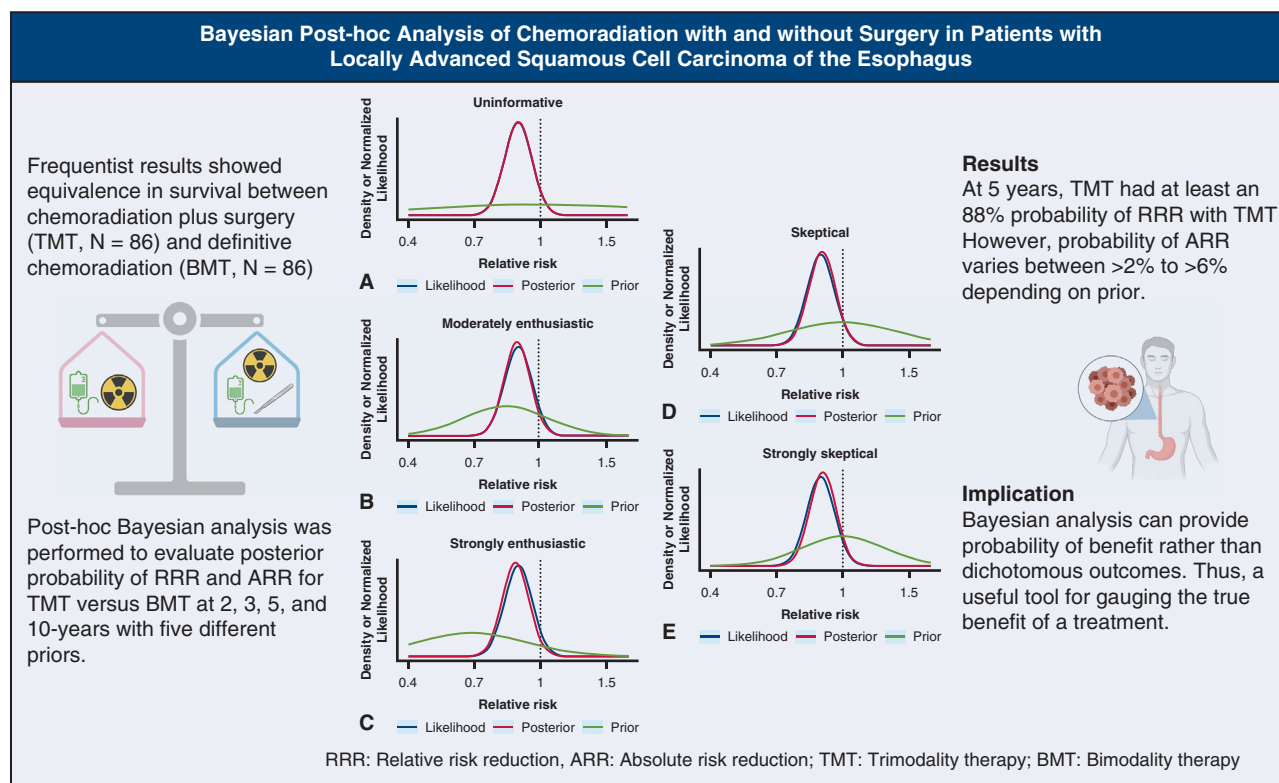 Bayesian Post-hoc Analysis of Chemoradiation with and without Surgery in Patients with
Locally Advanced Squamous Cell Carcinoma of the Esophagus
Frequentist results showed
equivalence in survival between
chemoradiation plus surgery
(TMT, N = 86) and definitive
chemoradiation (BMT, N = 86)
Post-hoc Bayesian analysis was
performed to evaluate posterior
probability of RRR and ARR for
TMT versus BMT at 2, 3, 5, and
10-years with five different
priors.
Uninformative
Density or Normalized
Likelihood
0.4 0.7 1 1.5
Relative risk
A Likelihood Posterior Prior
Moderately enthusiastic
Density or Normalized
Likelihood
0.4 0.7 1 1.5
Relative risk
B Likelihood Posterior Prior
Strongly enthusiastic
Density or Normalized
Likelihood
0.4 0.7 1 1.5
Relative risk
C Likelihood Posterior Prior
Skeptical
Density or Normalized
Likelihood
0.4 0.7 1 1.5
Relative risk
D Likelihood Posterior Prior
Strongly skeptical
Density or Normalized
Likelihood
0.4 0.7 1 1.5
Relative risk
E Likelihood Posterior Prior
Results
At 5 years, TMT had at least an
88% probability of RRR with TMT
However, probability of ARR
varies between >2% to >6%
depending on prior.
Implication
Bayesian analysis can provide
probability of benefit rather than
dichotomous outcomes. Thus, a
useful tool for gauging the true
benefit of a treatment.
RRR: Relative risk reduction, ARR: Absolute risk reduction; TMT: Trimodality therapy; BMT: Bimodality therapy